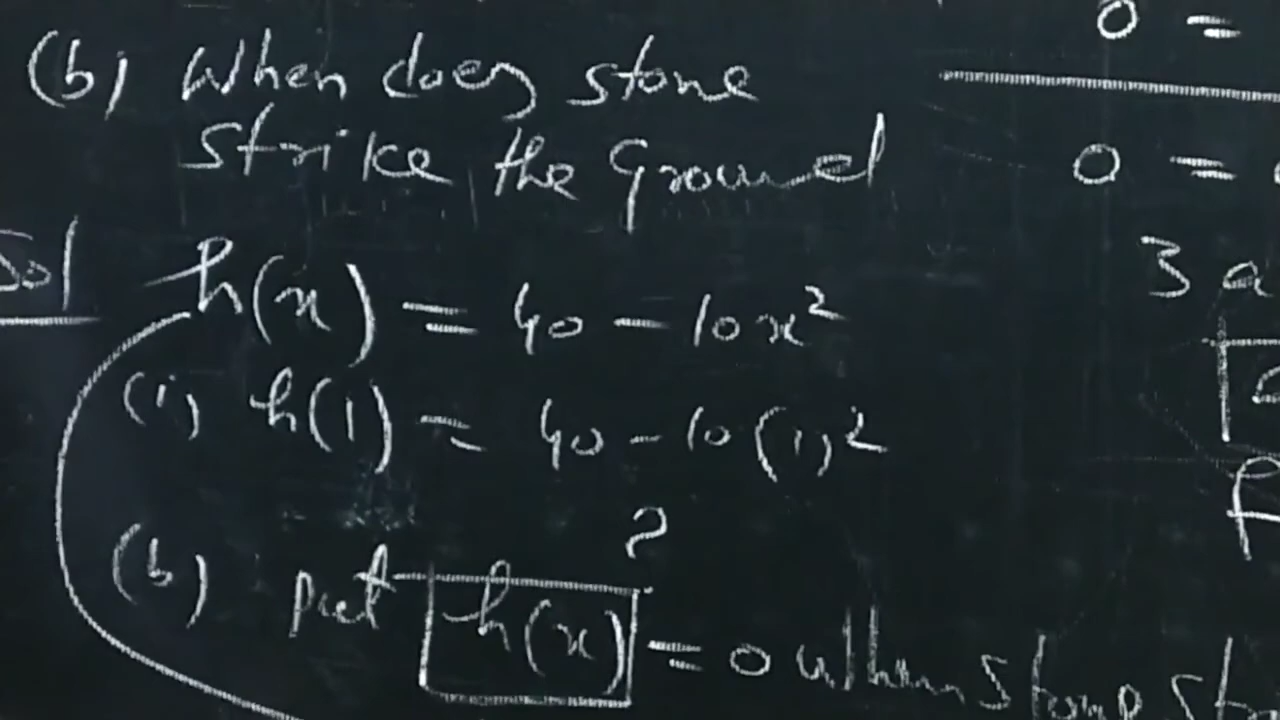 (b) When does stone
strike the Ground
Sol h(x) = 40 - 10x²
(i) h(1) = 40 - 10(1)²
?
(b) put h(x) = 0 when stone
0 =
0 =
3a